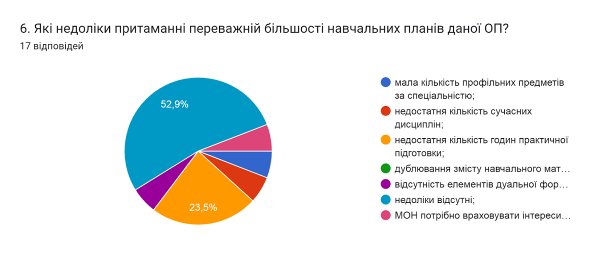 6. Які недоліки притаманні переважній більшості навчальних планів даної ОП?
17 відповідей
52,9%
23,5%
мала кількість профільних предметів
за спеціальністю;
недостатня кількість сучасних
дисциплін;
недостатня кількість годин практичної
підготовки;
дублювання змісту навчального мат…
відсутність елементів дуальної фор…
недоліки відсутні;
МОН потрібно враховувати інтереси…